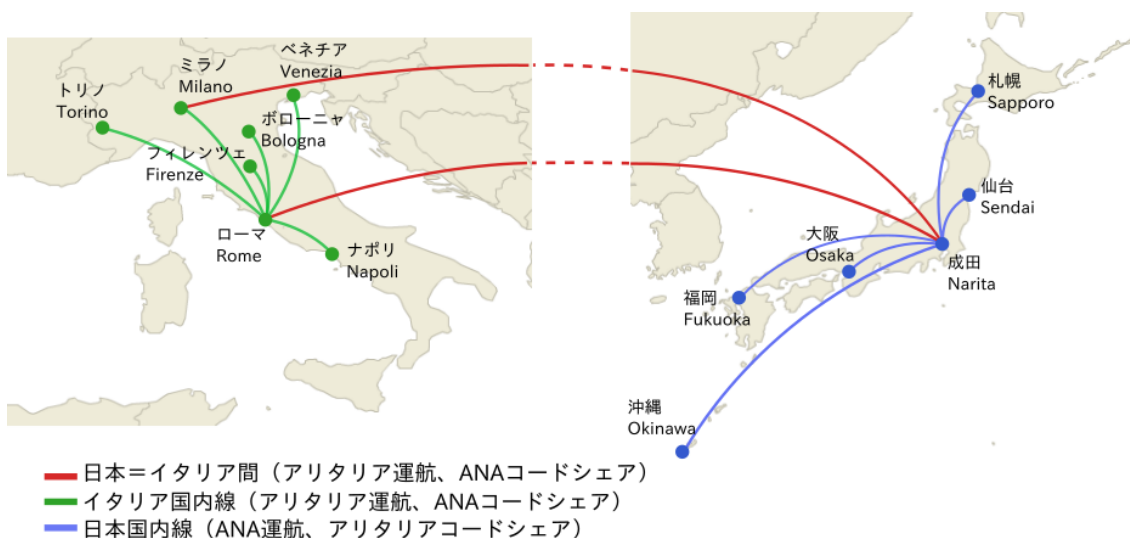 ベネチア
Venezia
ミラノ
Milano
トリノ
Torino
ボローニャ
Bologna
フィレンツェ
Firenze
ローマ
Rome
ナポリ
Napoli
札幌
Sapporo
仙台
Sendai
大阪
Osaka
成田
Narita
福岡
Fukuoka
沖縄
Okinawa
日本=イタリア間(アリタリア運航、ANAコードシェア)
イタリア国内線(アリタリア運航、ANAコードシェア)
日本国内線(ANA運航、アリタリアコードシェア)